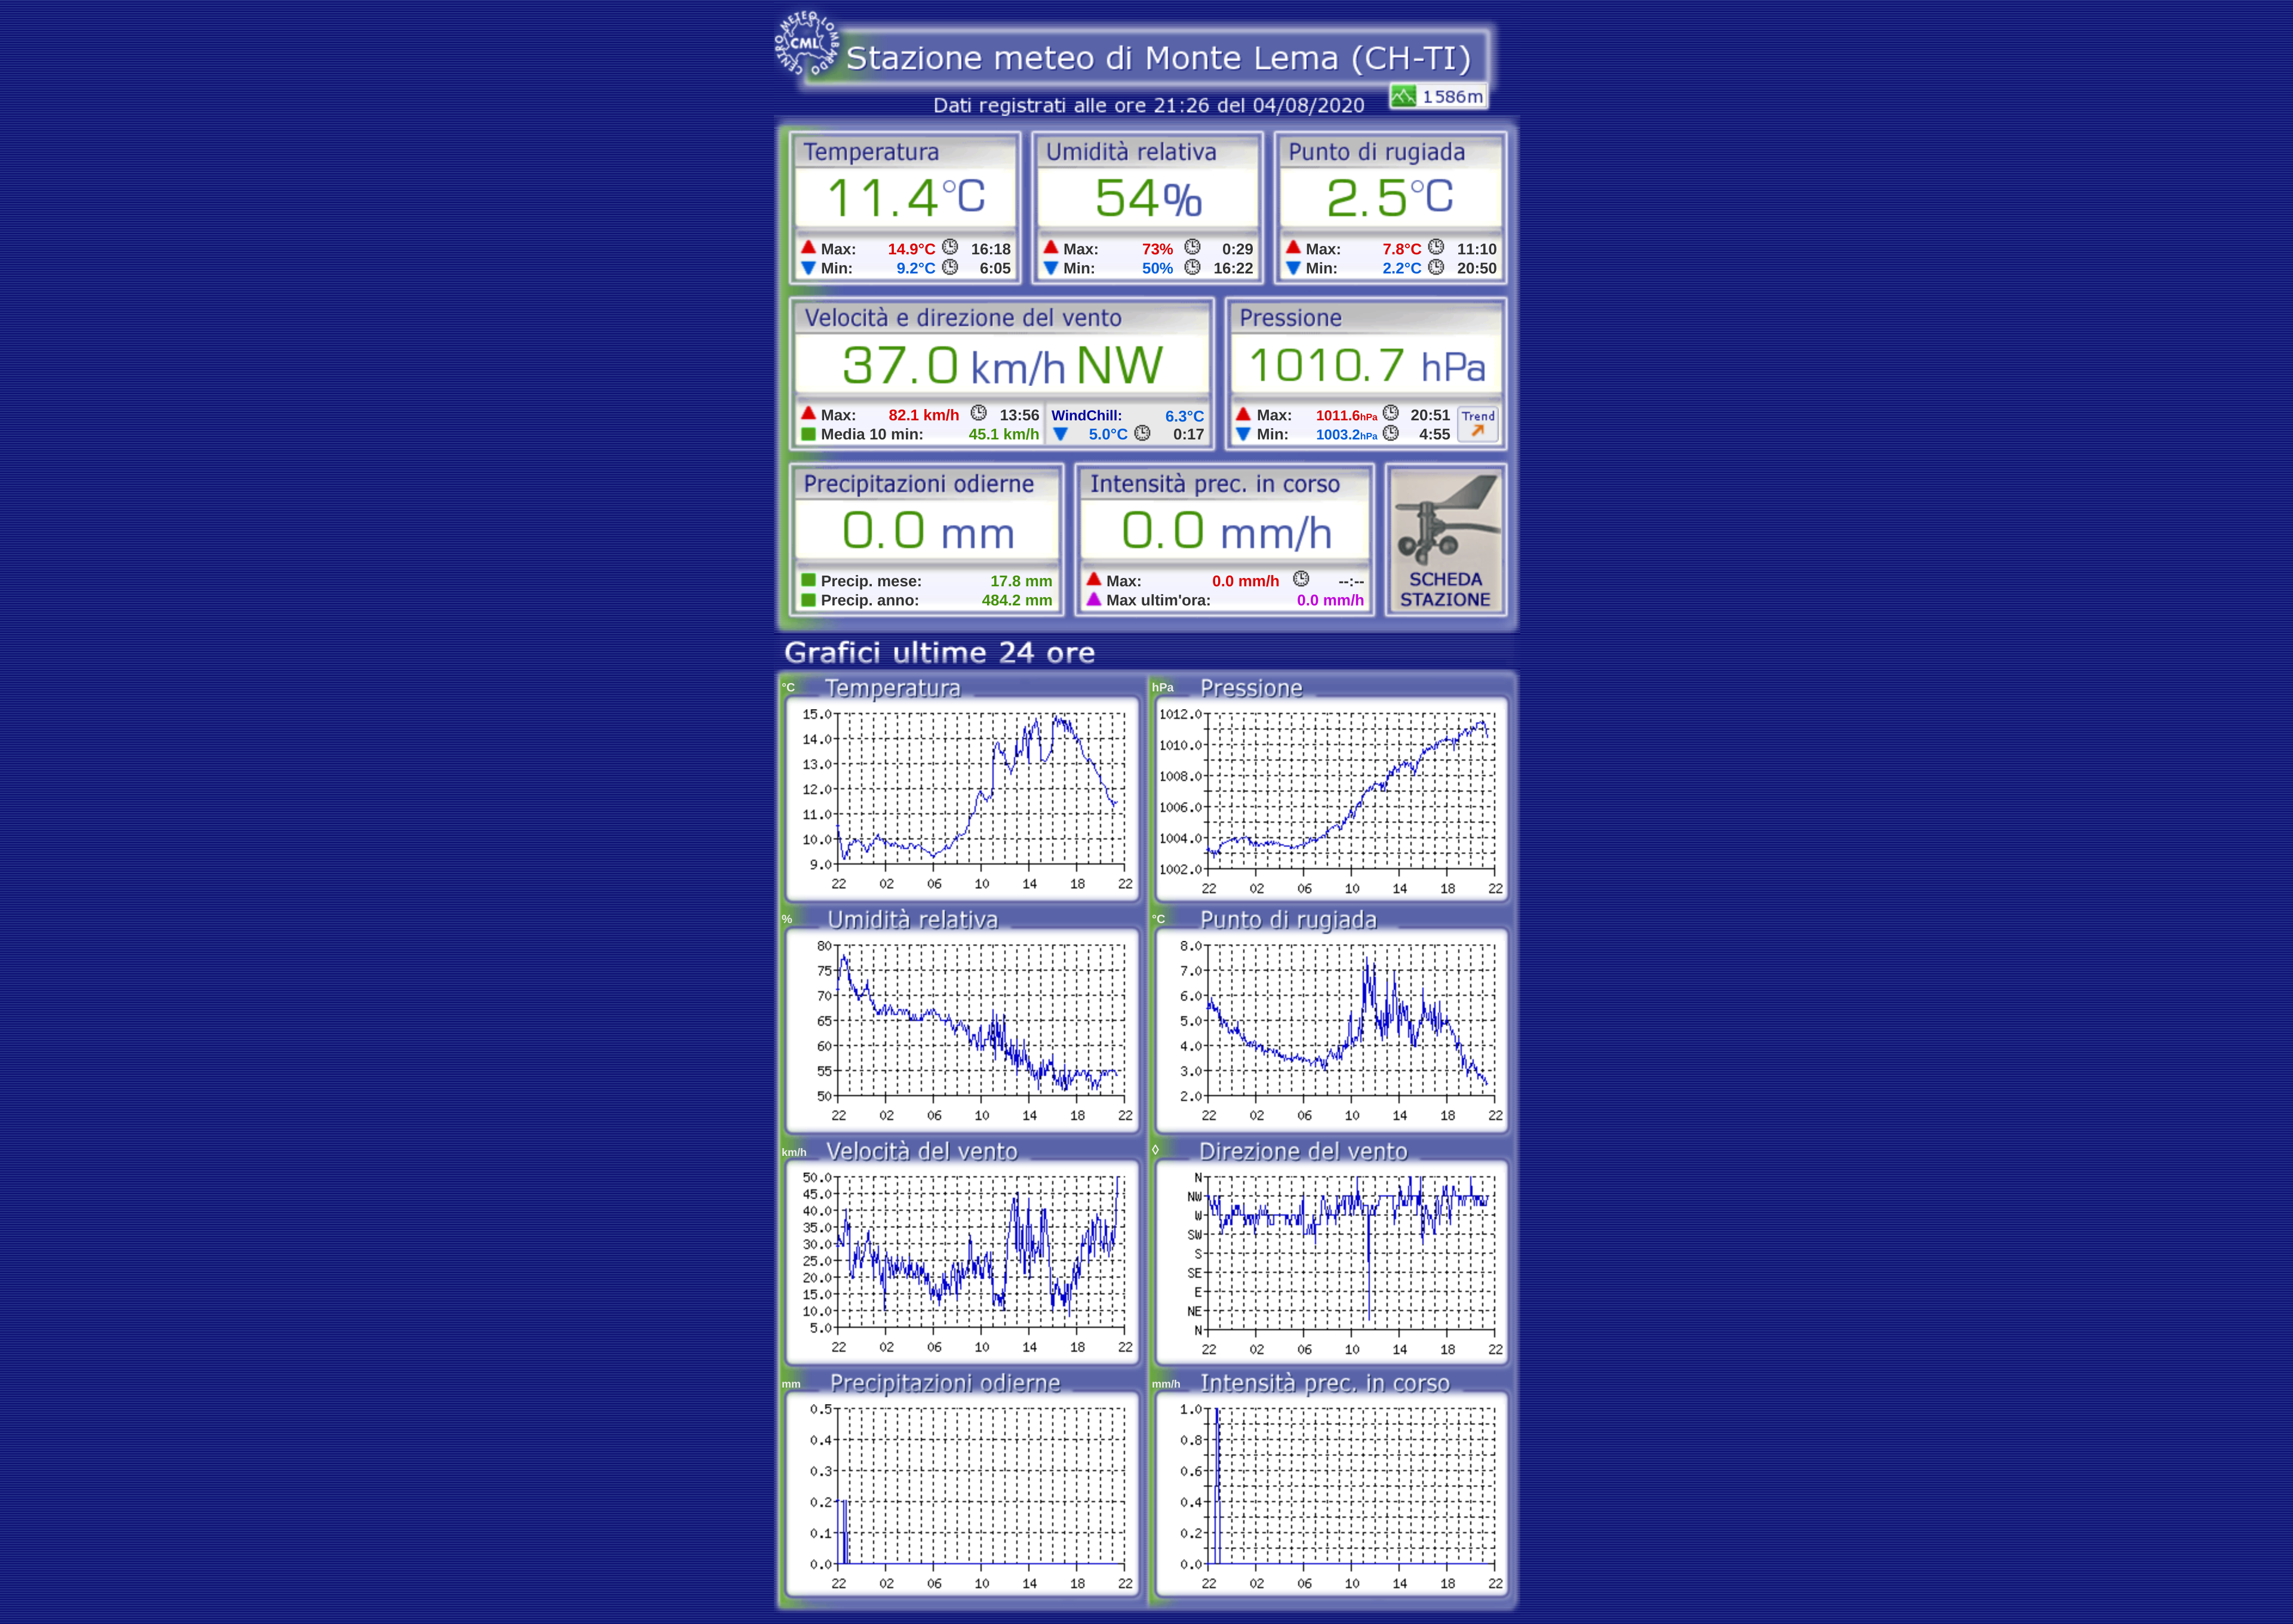 CENTRO METEO LOMBARDO
CML
Stazione meteo di Monte Lema (CH-TI)
Dati registrati alle ore 21:26 del 04/08/2020
1586m
Temperatura
11.4°C
Max: 14.9°C 16:18
Min: 9.2°C 6:05
Umidità relativa
54%
Max: 73% 0:29
Min: 50% 16:22
Punto di rugiada
2.5°C
Max: 7.8°C 11:10
Min: 2.2°C 20:50
Velocità e direzione del vento
37.0 km/h NW
Max: 82.1 km/h 13:56
Media 10 min: 45.1 km/h
WindChill: 6.3°C
5.0°C 0:17
Pressione
1010.7 hPa
Max: 1011.6hPa 20:51
Min: 1003.2hPa 4:55
Trend
Precipitazioni odierne
0.0 mm
Precip. mese: 17.8 mm
Precip. anno: 484.2 mm
Intensità prec. in corso
0.0 mm/h
Max: 0.0 mm/h --:--
Max ultim'ora: 0.0 mm/h
SCHEDA
STAZIONE
Grafici ultime 24 ore
°C Temperatura
15.0
14.0
13.0
12.0
11.0
10.0
9.0
22 02 06 10 14 18 22
hPa Pressione
1012.0
1010.0
1008.0
1006.0
1004.0
1002.0
22 02 06 10 14 18 22
% Umidità relativa
80
75
70
65
60
55
50
22 02 06 10 14 18 22
°C Punto di rugiada
8.0
7.0
6.0
5.0
4.0
3.0
2.0
22 02 06 10 14 18 22
km/h Velocità del vento
50.0
45.0
40.0
35.0
30.0
25.0
20.0
15.0
10.0
5.0
22 02 06 10 14 18 22
◊ Direzione del vento
N
NW
W
SW
S
SE
E
NE
N
22 02 06 10 14 18 22
mm Precipitazioni odierne
0.5
0.4
0.3
0.2
0.1
0.0
22 02 06 10 14 18 22
mm/h Intensità prec. in corso
1.0
0.8
0.6
0.4
0.2
0.0
22 02 06 10 14 18 22